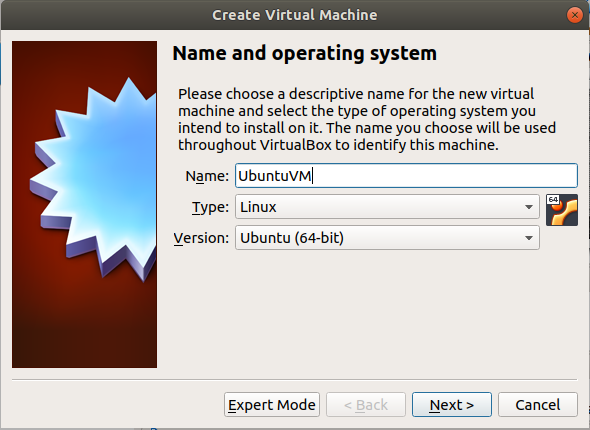 Create Virtual Machine
Name and operating system
Please choose a descriptive name for the new virtual
machine and select the type of operating system you
intend to install on it. The name you choose will be used
throughout VirtualBox to identify this machine.
Name: UbuntuVM
Type: Linux
64
Version: Ubuntu (64-bit)
Expert Mode < Back Next > Cancel